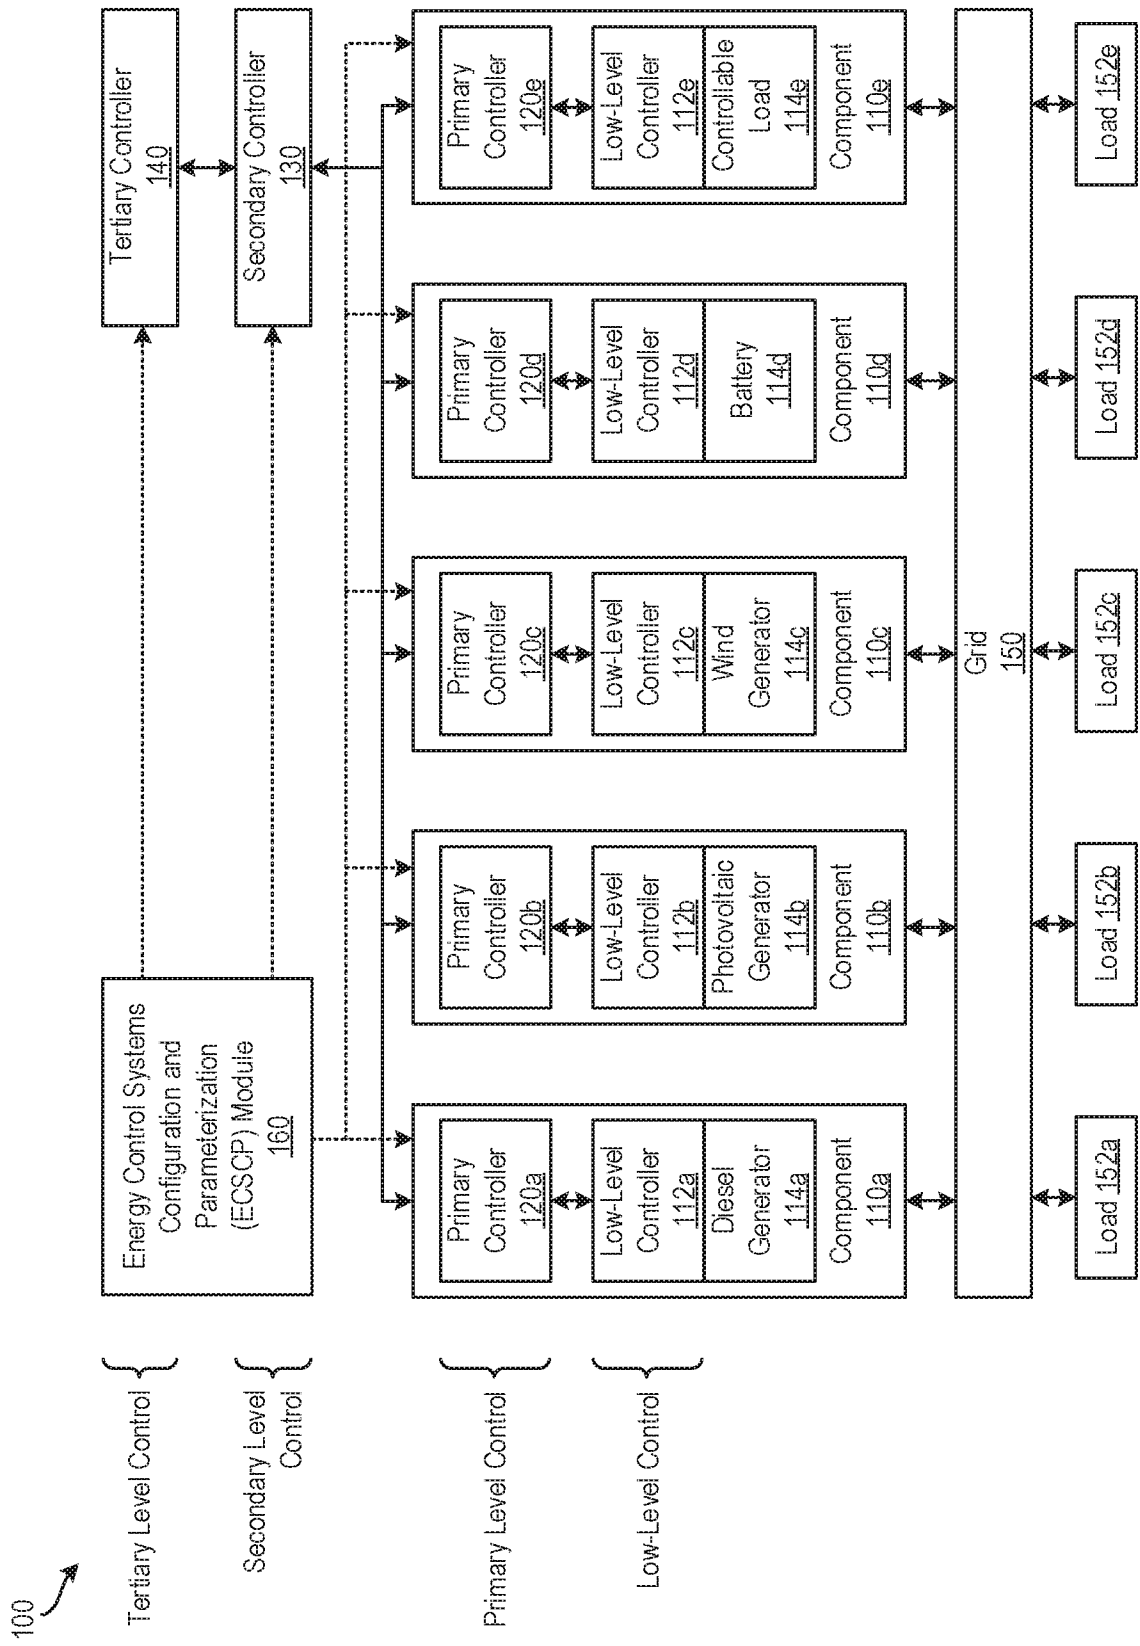 100
Tertiary Level Control
Secondary Level
Control
Primary Level Control
Low-Level Control
Energy Control Systems
Configuration and
Parameterization
(ECSCP) Module
160
Tertiary Controller
140
Secondary Controller
130
Primary
Controller
120a
Low-Level
Controller
112a
Diesel
Generator
114a
Component
110a
Primary
Controller
120b
Low-Level
Controller
112b
Photovoltaic
Generator
114b
Component
110b
Primary
Controller
120c
Low-Level
Controller
112c
Wind
Generator
114c
Component
110c
Primary
Controller
120d
Low-Level
Controller
112d
Battery
114d
Component
110d
Primary
Controller
120e
Low-Level
Controller
112e
Controllable
Load
114e
Component
110e
Grid
150
Load 152a
Load 152b
Load 152c
Load 152d
Load 152e